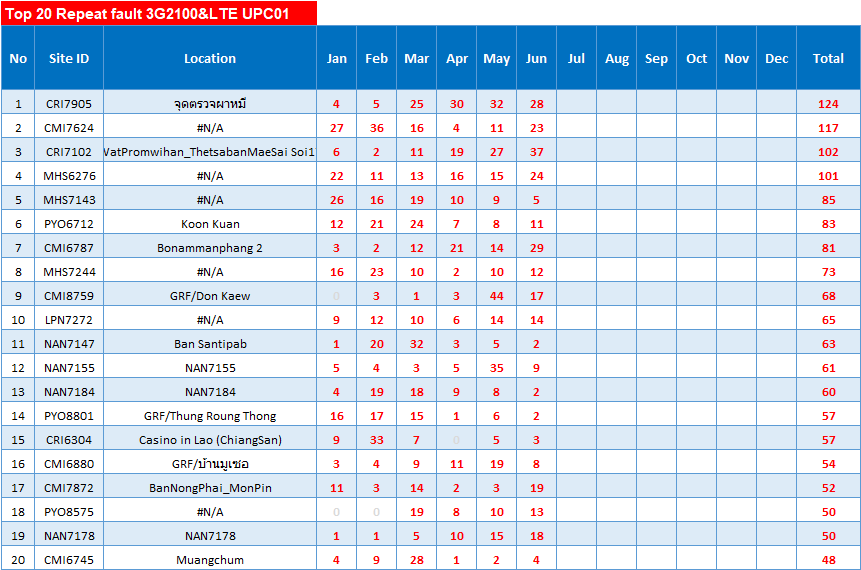 Top 20 Repeat fault 3G2100&LTE UPC01
No Site ID Location Jan Feb Mar Apr May Jun Jul Aug Sep Oct Nov Dec Total
1 CRI7905 จุดตรวจผาหมี 4 5 25 30 32 28 124
2 CMI7624 #N/A 27 36 16 4 11 23 117
3 CRI7102 WatPromwihan_ThetsabanMaeSai Soi1 6 2 11 19 27 37 102
4 MHS6276 #N/A 22 11 13 16 15 24 101
5 MHS7143 #N/A 26 16 19 10 9 5 85
6 PYO6712 Koon Kuan 12 21 24 7 8 11 83
7 CMI6787 Bonammanphang 2 3 2 12 21 14 29 81
8 MHS7244 #N/A 16 23 10 2 10 12 73
9 CMI8759 GRF/Don Kaew 0 3 1 3 44 17 68
10 LPN7272 #N/A 9 12 10 6 14 14 65
11 NAN7147 Ban Santipab 1 20 32 3 5 2 63
12 NAN7155 NAN7155 5 4 3 5 35 9 61
13 NAN7184 NAN7184 4 19 18 9 8 2 60
14 PYO8801 GRF/Thung Roung Thong 16 17 15 1 6 2 57
15 CRI6304 Casino in Lao (ChiangSan) 9 33 7 0 5 3 57
16 CMI6880 GRF/บ้านมูเซอ 3 4 9 11 19 8 54
17 CMI7872 BanNongPhai_MonPin 11 3 14 2 3 19 52
18 PYO8575 #N/A 0 0 19 8 10 13 50
19 NAN7178 NAN7178 1 1 5 10 15 18 50
20 CMI6745 Muangchum 4 9 28 1 2 4 48